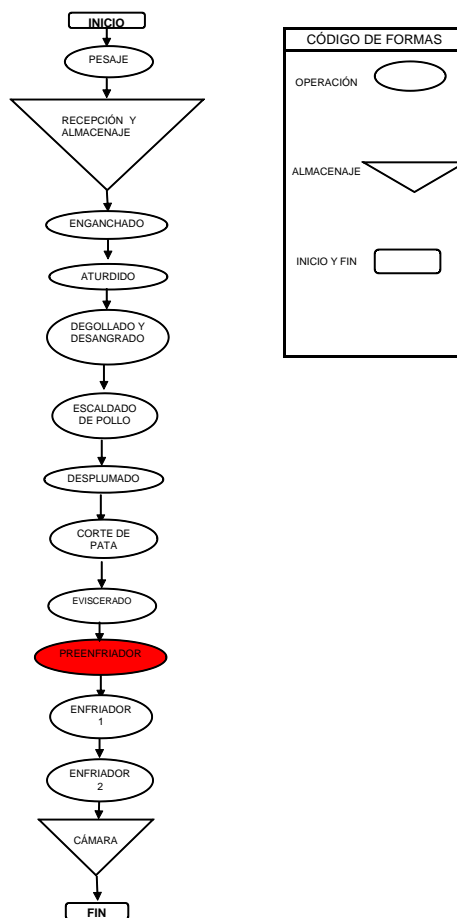 INICIO
PESAJE
RECEPCIÓN Y
ALMACENAJE
ENGANCHADO
ATURDIDO
DEGOLLADO Y
DESANGRADO
ESCALDADO
DE POLLO
DESPLUMADO
CORTE DE
PATA
EVISCERADO
PREENFRIADOR
ENFRIADOR
1
ENFRIADOR
2
CÁMARA
FIN
CÓDIGO DE FORMAS
OPERACIÓN
ALMACENAJE
INICIO Y FIN